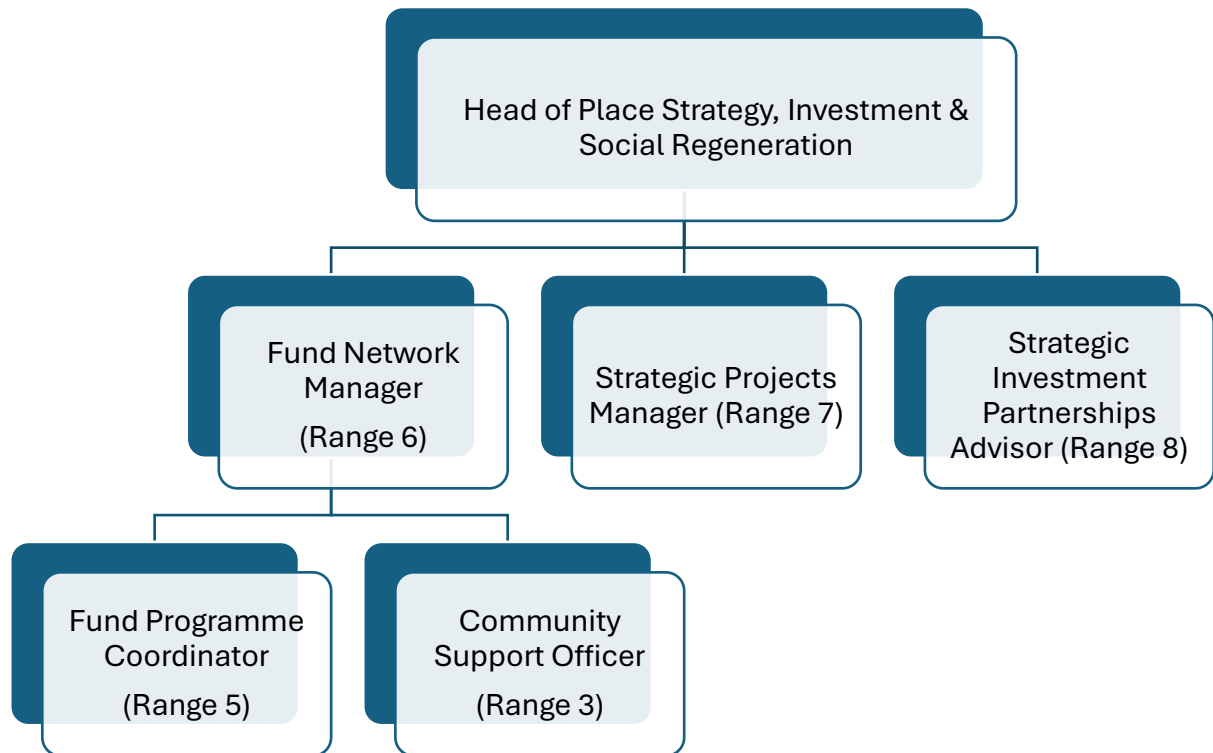 Head of Place Strategy, Investment &
Social Regeneration
Fund Network
Manager
(Range 6)
Strategic Projects
Manager (Range 7)
Strategic
Investment
Partnerships
Advisor (Range 8)
Fund Programme
Coordinator
(Range 5)
Community
Support Officer
(Range 3)